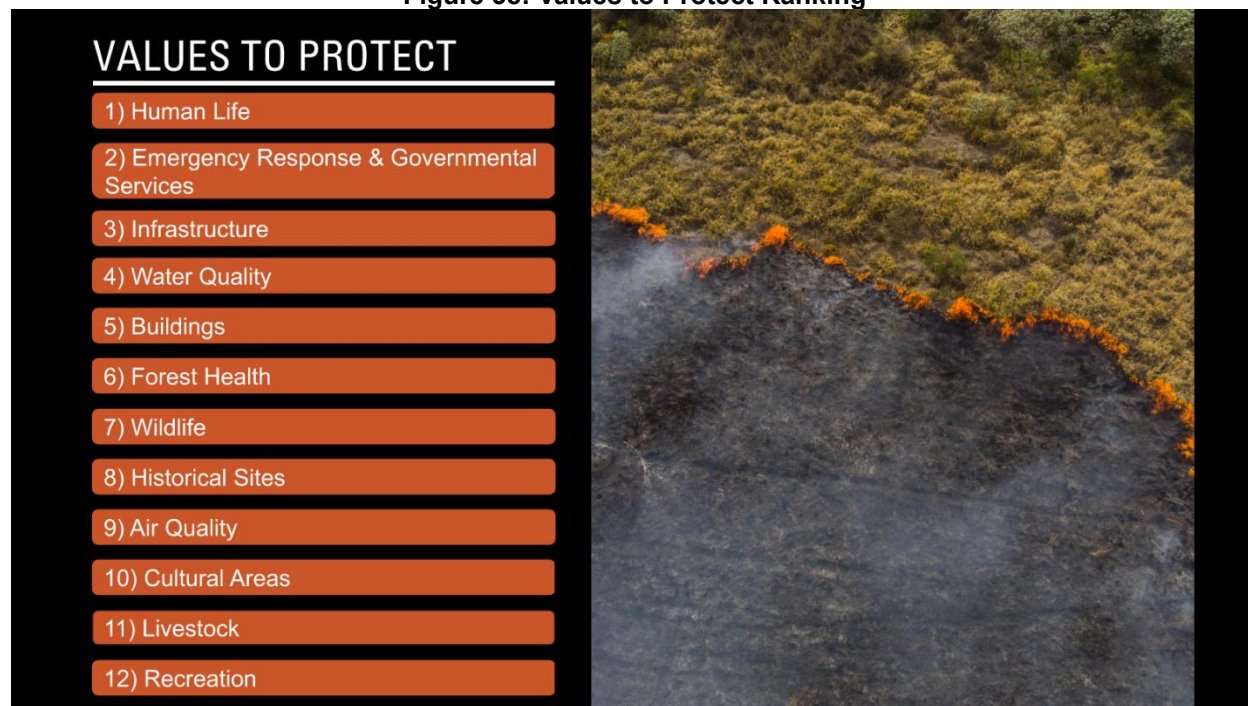 VALUES TO PROTECT
1) Human Life
2) Emergency Response & Governmental
Services
3) Infrastructure
4) Water Quality
5) Buildings
6) Forest Health
7) Wildlife
8) Historical Sites
9) Air Quality
10) Cultural Areas
11) Livestock
12) Recreation